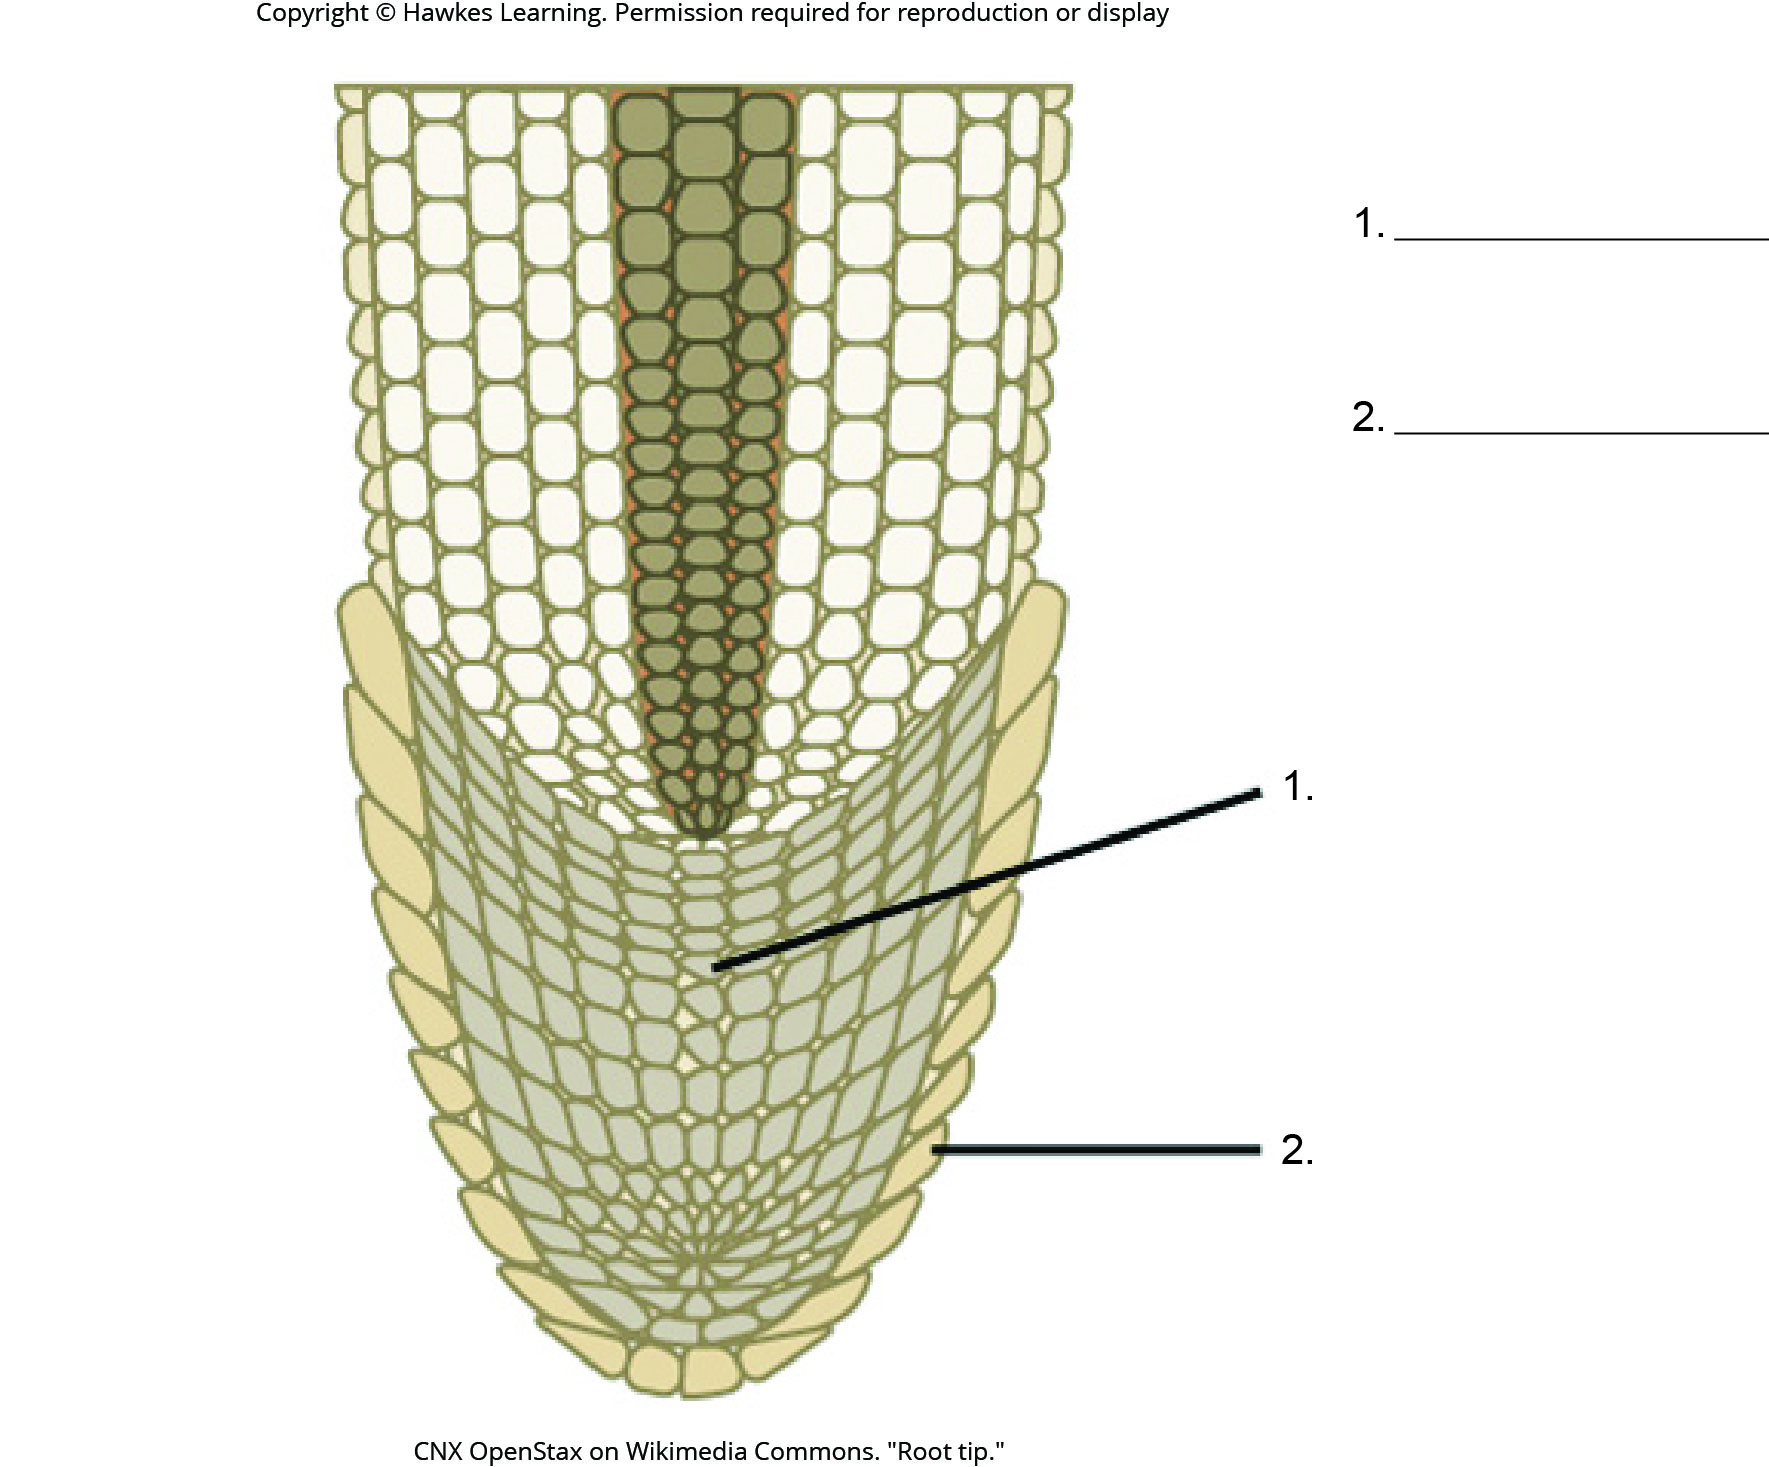 Copyright © Hawkes Learning. Permission required for reproduction or display
1.
2.
1.
2.
CNX OpenStax on Wikimedia Commons. "Root tip."